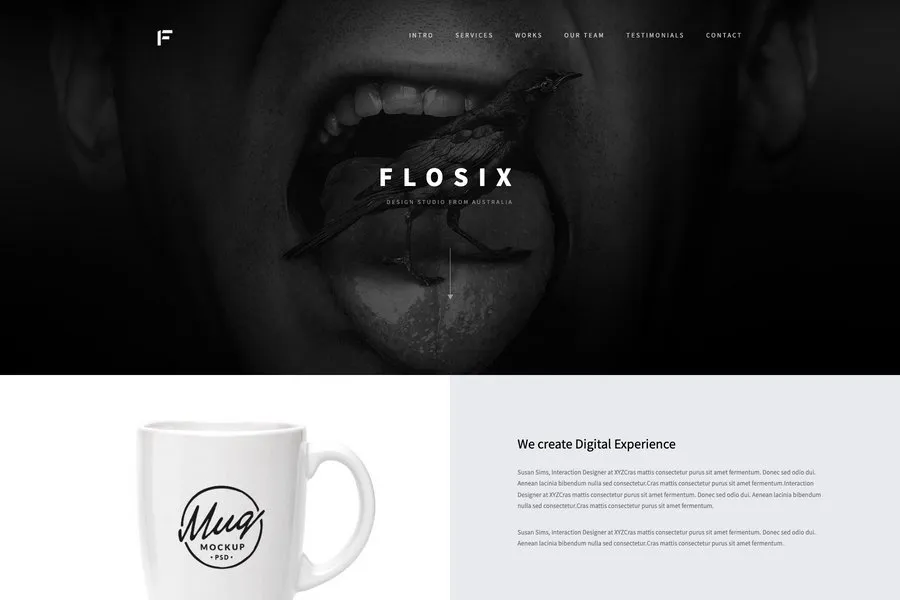 F
INTRO SERVICES WORKS OUR TEAM TESTIMONIALS CONTACT
FLOSIX
DESIGN STUDIO FROM AUSTRALIA
Mug
MOCKUP
• PSD •
We create Digital Experience
Susan Sims, Interaction Designer at XYZCras mattis consectetur purus sit amet fermentum. Donec sed odio dui.
Aenean lacinia bibendum nulla sed consectetur.Cras mattis consectetur purus sit amet fermentum.Interaction
Designer at XYZCras mattis consectetur purus sit amet fermentum. Donec sed odio dui. Aenean lacinia bibendum
nulla sed consectetur.Cras mattis consectetur purus sit amet fermentum.
Susan Sims, Interaction Designer at XYZCras mattis consectetur purus sit amet fermentum. Donec sed odio dui.
Aenean lacinia bibendum nulla sed consectetur.Cras mattis consectetur purus sit amet fermentum.